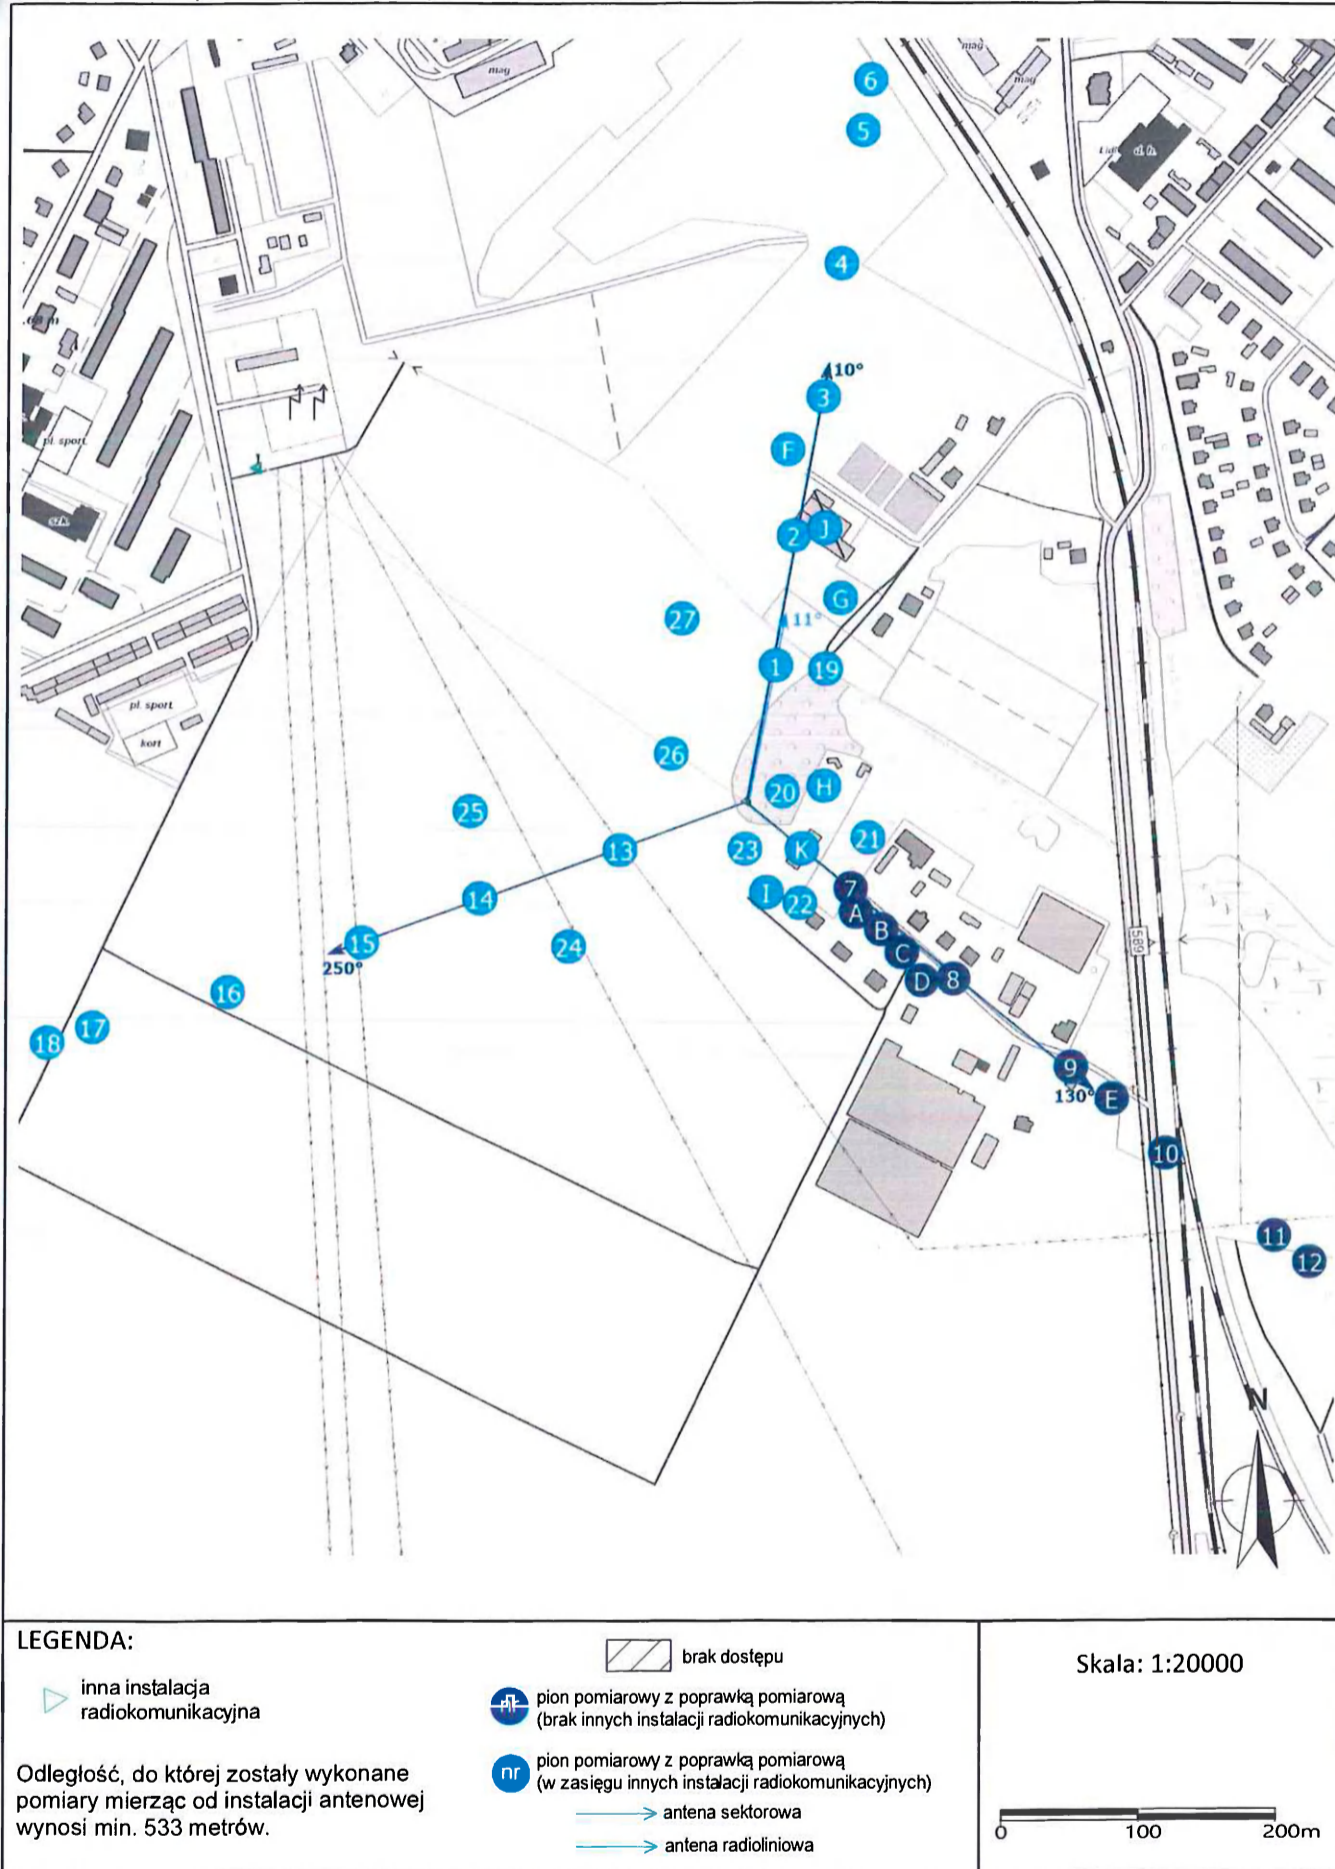 mag
6
mag
mag
5
Lidl
d.h.
4
10°
3
pl. sport
F
szk.
2
J
G
27
11°
1
19
pl. sport
kort
26
20
H
25
21
13
23
K
7
14
I
22
A
B
589
15
24
C
250°
D
8
16
17
18
9
130°
E
10
11
12
N
LEGENDA:
inna instalacja
radiokomunikacyjna
Odległość, do której zostały wykonane
pomiary mierząc od instalacji antenowej
wynosi min. 533 metrów.
brak dostępu
pion pomiarowy z poprawką pomiarową
(brak innych instalacji radiokomunikacyjnych)
nr
pion pomiarowy z poprawką pomiarową
(w zasięgu innych instalacji radiokomunikacyjnych)
antena sektorowa
antena radioliniowa
Skala: 1:20000
0 100 200m